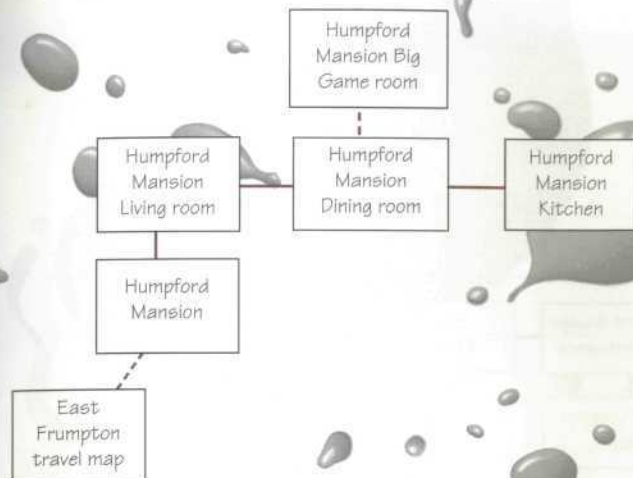 Humpford
Mansion Big
Game room
Humpford
Mansion
Living room
Humpford
Mansion
Dining room
Humpford
Mansion
Kitchen
Humpford
Mansion
East
Frumpton
travel map